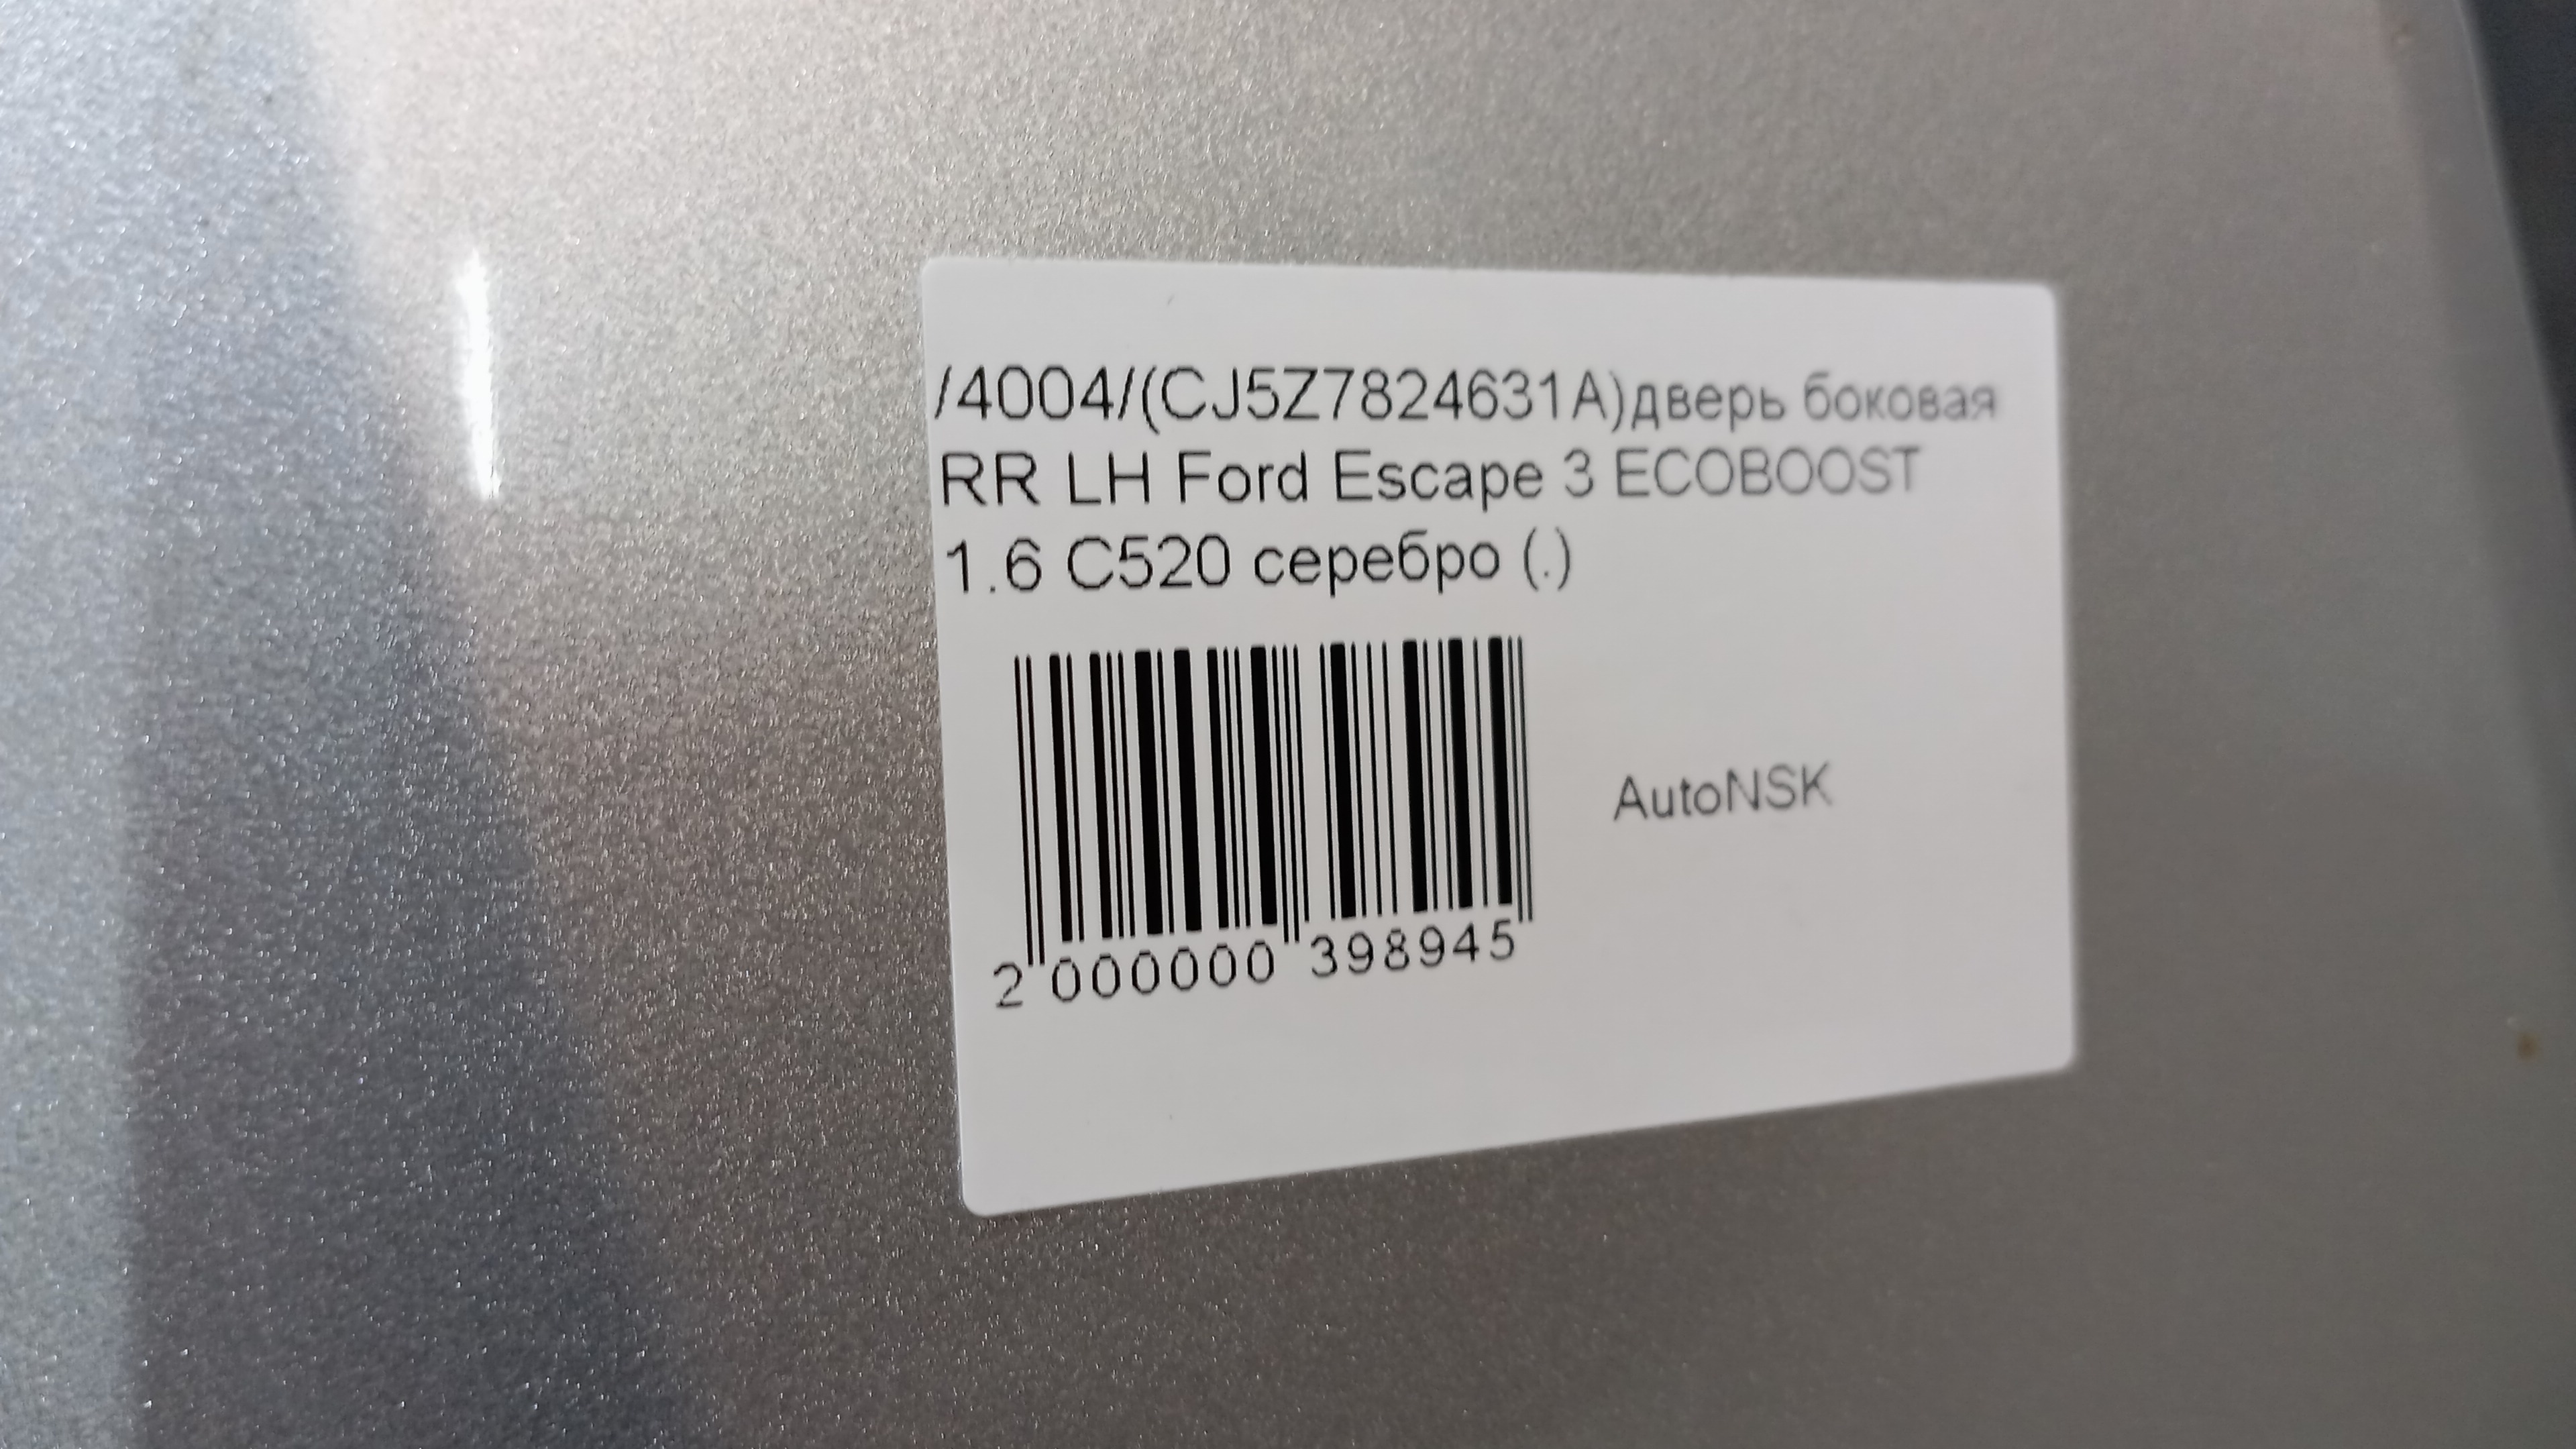 /4004/(CJ5Z7824631A)дверь боковая
RR LH Ford Escape 3 ECOBOOST
1.6 C520 серебро (.)
AutoNSK
2 000000 398945